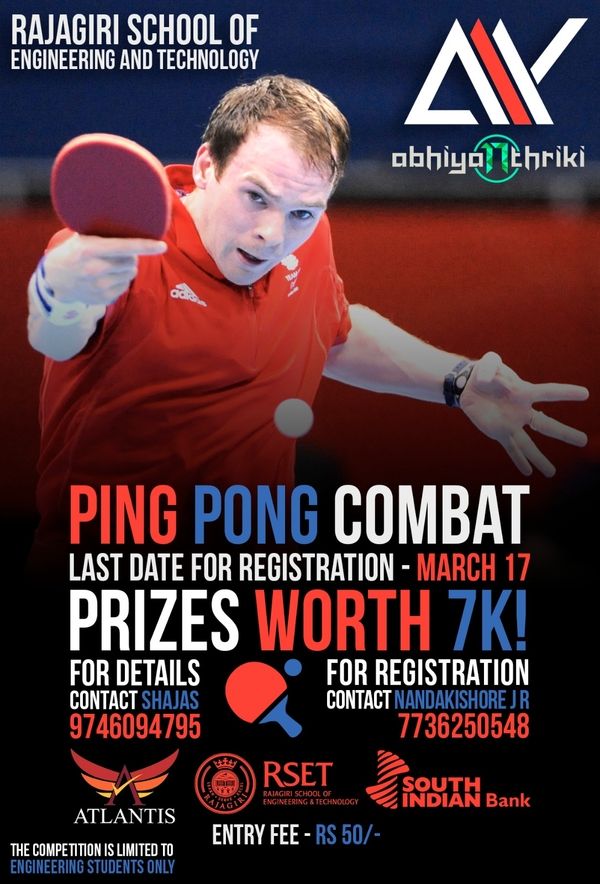 RAJAGIRI SCHOOL OF
ENGINEERING AND TECHNOLOGY
abhiyaNthriki
adidas
PING PONG COMBAT
LAST DATE FOR REGISTRATION - MARCH 17
PRIZES WORTH 7K!
FOR DETAILS
CONTACT SHAJAS
9746094795
FOR REGISTRATION
CONTACT NANDAKISHORE J R
7736250548
ATLANTIS
RAJAGIRI
RSET
RAJAGIRI SCHOOL OF
ENGINEERING & TECHNOLOGY
SOUTH
INDIAN Bank
ENTRY FEE - RS 50/-
THE COMPETITION IS LIMITED TO
ENGINEERING STUDENTS ONLY